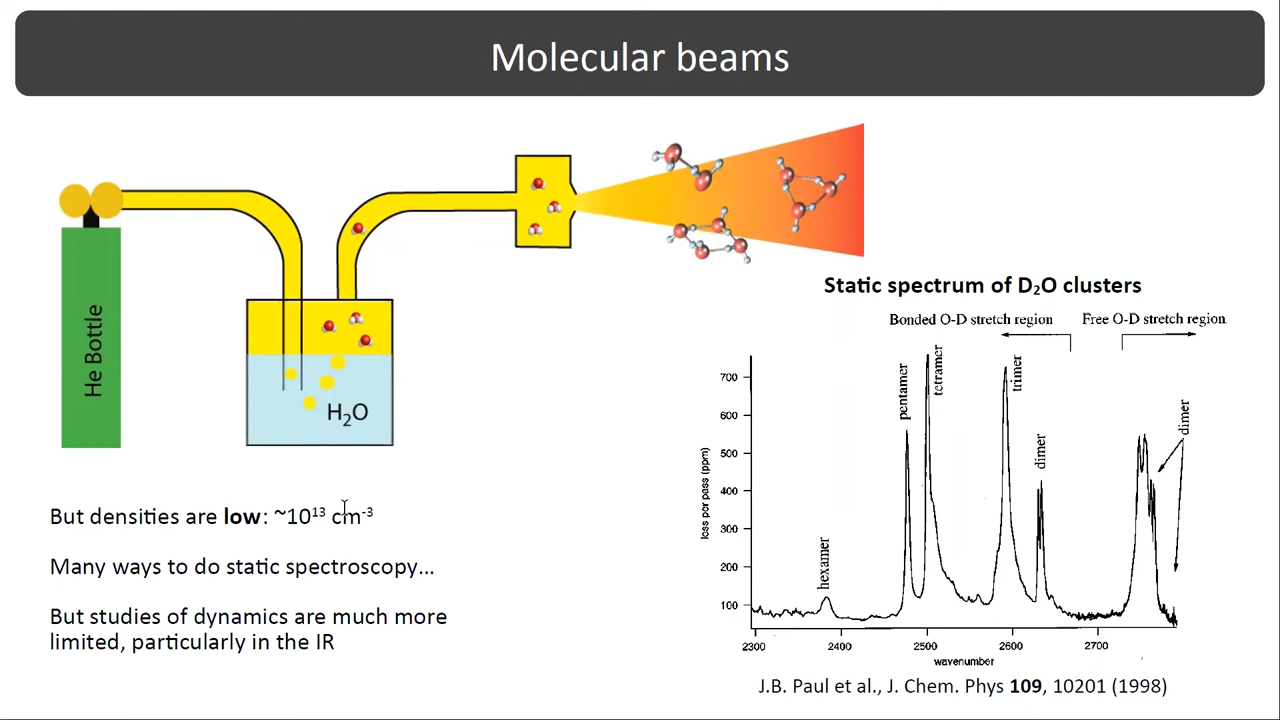 Molecular beams
He Bottle
H₂O
But densities are low: ~10¹³ cm⁻³
Many ways to do static spectroscopy...
But studies of dynamics are much more
limited, particularly in the IR
Static spectrum of D₂O clusters
Bonded O-D stretch region
Free O-D stretch region
loss per pass (ppm)
700
600
500
400
300
200
100
hexamer
pentamer
tetramer
trimer
dimer
dimer
2300 2400 2500 2600 2700
wavenumber
J.B. Paul et al., J. Chem. Phys 109, 10201 (1998)